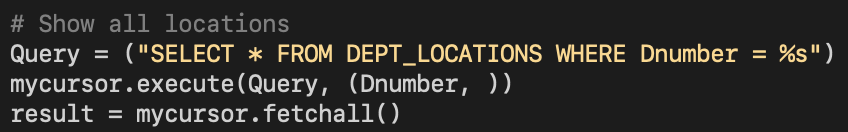 # Show all locations
Query = ("SELECT * FROM DEPT_LOCATIONS WHERE Dnumber = %s")
mycursor.execute(Query, (Dnumber, ))
result = mycursor.fetchall()